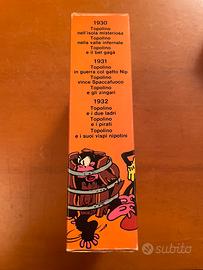 1930
Topolino
nell'isola misteriosa
Topolino
nella valle infernale
Topolino
e il bel gagà
1931
Topolino
in guerra col gatto Nip
Topolino
vince Spaccafuoco
Topolino
e gli zingari
1932
Topolino
e i due ladri
Topolino
e i pirati
Topolino
e i suoi vispi nipotini
subito